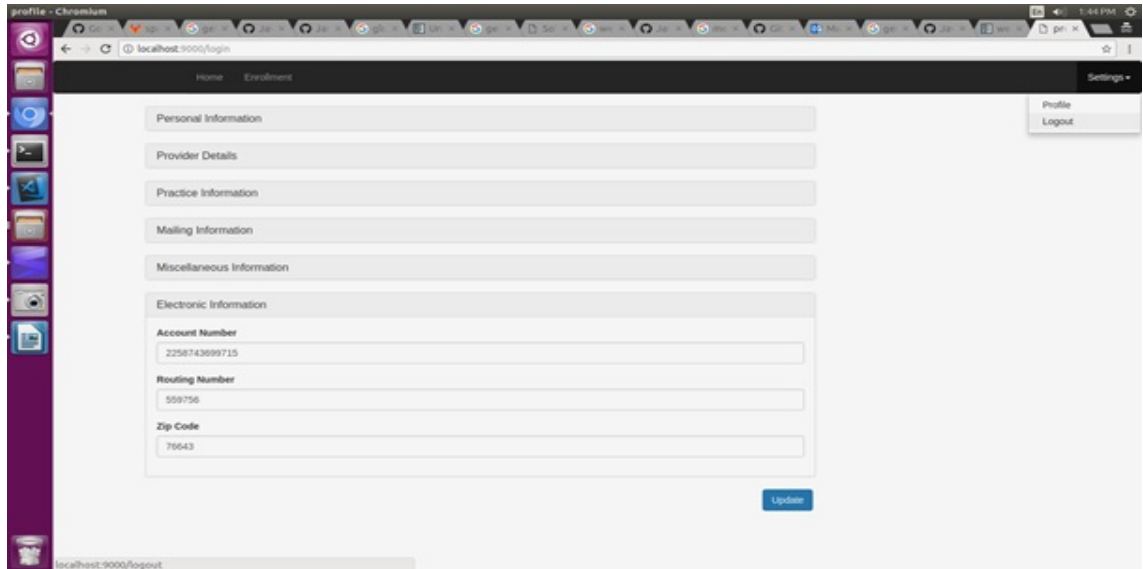 profile - Chromium
En 1:44 PM
localhost:9000/login
Home Enrollment Settings
Profile
Logout
Personal Information
Provider Details
Practice Information
Mailing Information
Miscellaneous Information
Electronic Information
Account Number
2258743699715
Routing Number
559756
Zip Code
76643
Update
localhost:9000/logout